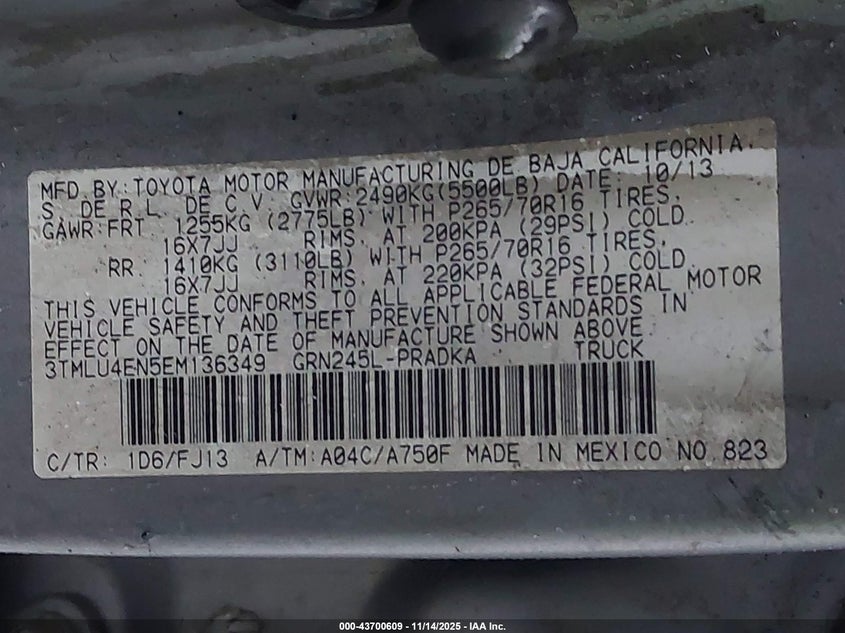 MFD. BY: TOYOTA MOTOR MANUFACTURING DE BAJA CALIFORNIA.
S. DE R.L. DE C.V. GVWR: 2490KG(5500LB) DATE: 10/13
GAWR: FRT 1255KG (2775LB) WITH P265/70R16 TIRES,
16X7JJ RIMS, AT 200KPA (29PSI) COLD.
RR. 1410KG (3110LB) WITH P265/70R16 TIRES,
16X7JJ RIMS, AT 220KPA (32PSI) COLD.
THIS VEHICLE CONFORMS TO ALL APPLICABLE FEDERAL MOTOR
VEHICLE SAFETY AND THEFT PREVENTION STANDARDS IN
EFFECT ON THE DATE OF MANUFACTURE SHOWN ABOVE.
3TMLU4EN5EM136349 GRN245L-PRADKA TRUCK
C/TR: 1D6/FJ13 A/TM: A04C/A750F MADE IN MEXICO NO. 823
000-43700609 - 11/14/2025 - IAA Inc.